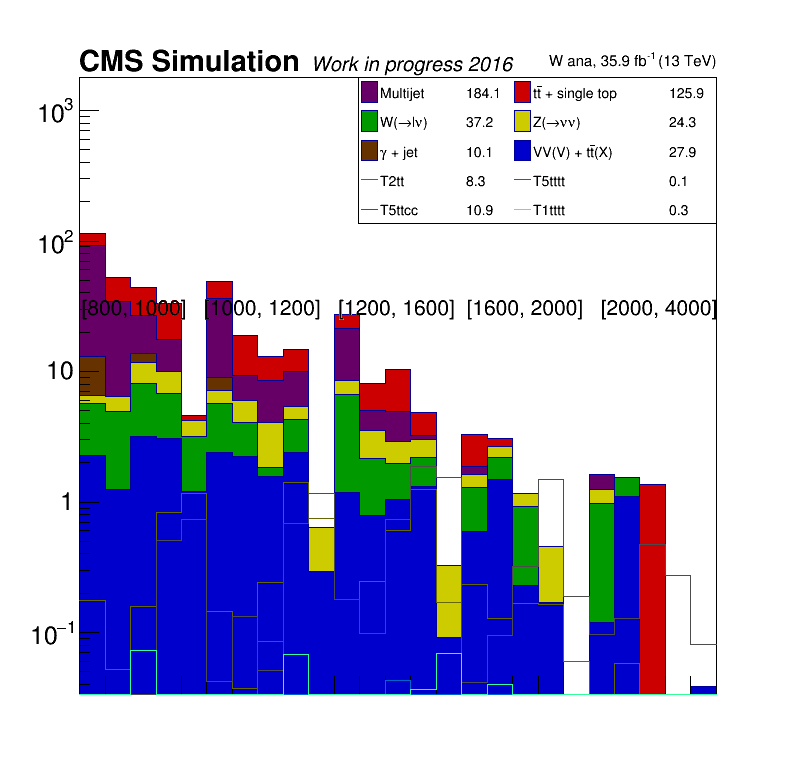 CMS Simulation Work in progress 2016 W ana, 35.9 fb⁻¹ (13 TeV)
Multijet 184.1 tt̄ + single top 125.9
W(→lν) 37.2 Z(→νν) 24.3
γ + jet 10.1 VV(V) + tt̄(X) 27.9
T2tt 8.3 T5tttt 0.1
T5ttcc 10.9 T1tttt 0.3
10³
10²
[800, 1000] [1000, 1200] [1200, 1600] [1600, 2000] [2000, 4000]
10
1
10⁻¹